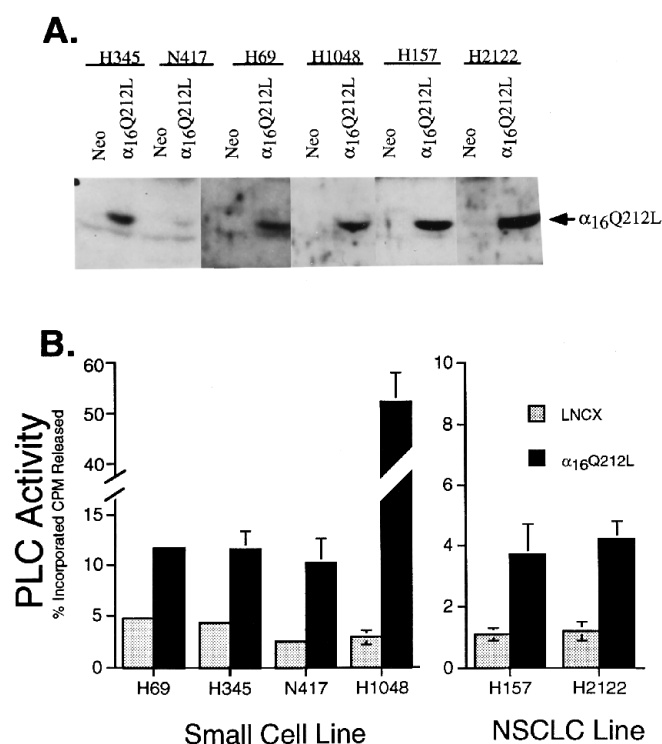 A.
H345 N417 H69 H1048 H157 H2122
Neo α16Q212L Neo α16Q212L Neo α16Q212L Neo α16Q212L Neo α16Q212L Neo α16Q212L
α16Q212L
B.
PLC Activity
% Incorporated CPM Released
60
50
40
15
10
5
0
H69 H345 N417 H1048
Small Cell Line
10
8
6
4
2
0
LNCX
α16Q212L
H157 H2122
NSCLC Line